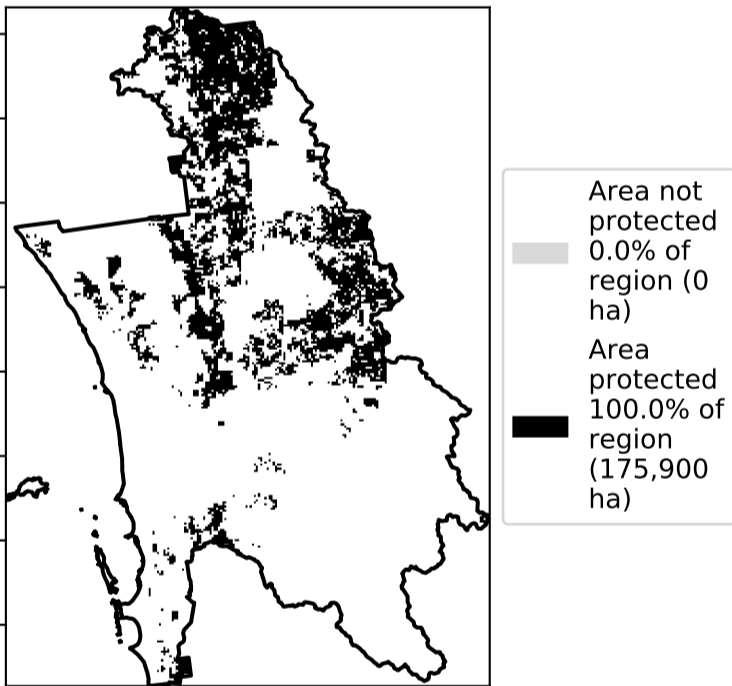 Area not
protected
0.0% of
region (0
ha)
Area
protected
100.0% of
region
(175,900
ha)